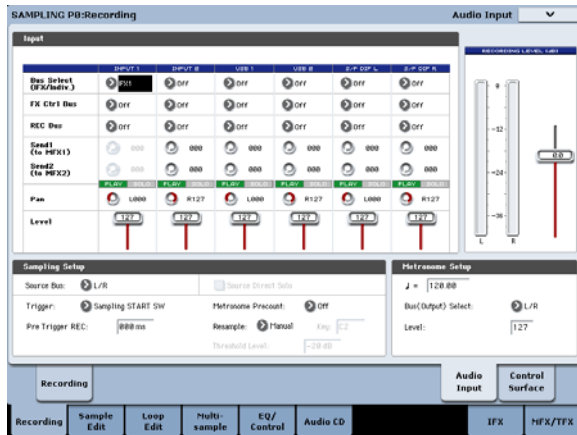 SAMPLING P0:Recording Audio Input
Input
RECORDING LEVEL [dB]
INPUT 1 INPUT 2 USB 1 USB 2 S/P DIF L S/P DIF R
Bus Select (IFX/Indiv.) IFX1 Off Off Off Off Off
FX Ctrl Bus Off Off Off Off Off Off
REC Bus Off Off Off Off Off Off
Send1 (to MFX1) 000 000 000 000 000 000
Send2 (to MFX2) 000 000 000 000 000 000
PLAY SOLO PLAY SOLO PLAY SOLO PLAY SOLO PLAY SOLO PLAY SOLO
Pan L000 R127 L000 R127 L000 R127
Level 127 127 127 127 127 127
0
-12
-24
-36
0.0
L R
Sampling Setup
Source Bus: L/R Source Direct Solo
Trigger: Sampling START SW Metronome Precount: Off
Pre Trigger REC: 000 ms Resample: Manual Key: C2
Threshold Level: -20 dB
Metronome Setup
♩ = 120.00
Bus(Output) Select: L/R
Level: 127
Recording Audio Input Control Surface
Recording Sample Edit Loop Edit Multi-sample EQ/Control Audio CD IFX MFX/TFX